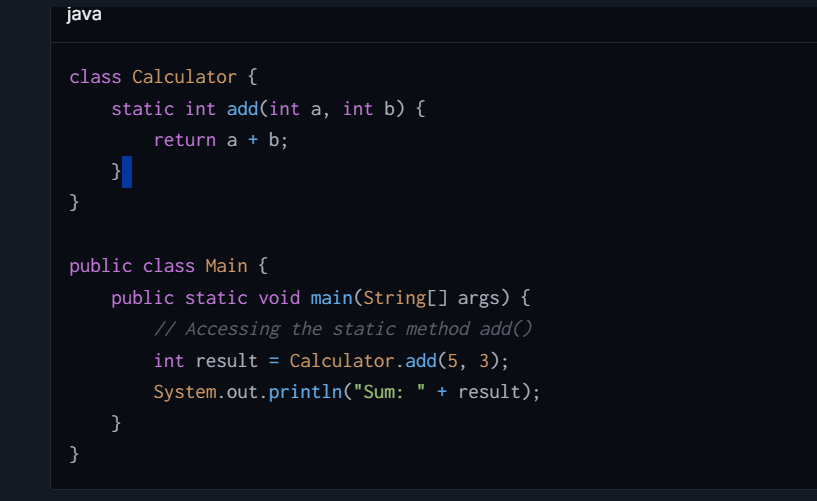 java
class Calculator {
    static int add(int a, int b) {
        return a + b;
    }
}

public class Main {
    public static void main(String[] args) {
        // Accessing the static method add()
        int result = Calculator.add(5, 3);
        System.out.println("Sum: " + result);
    }
}